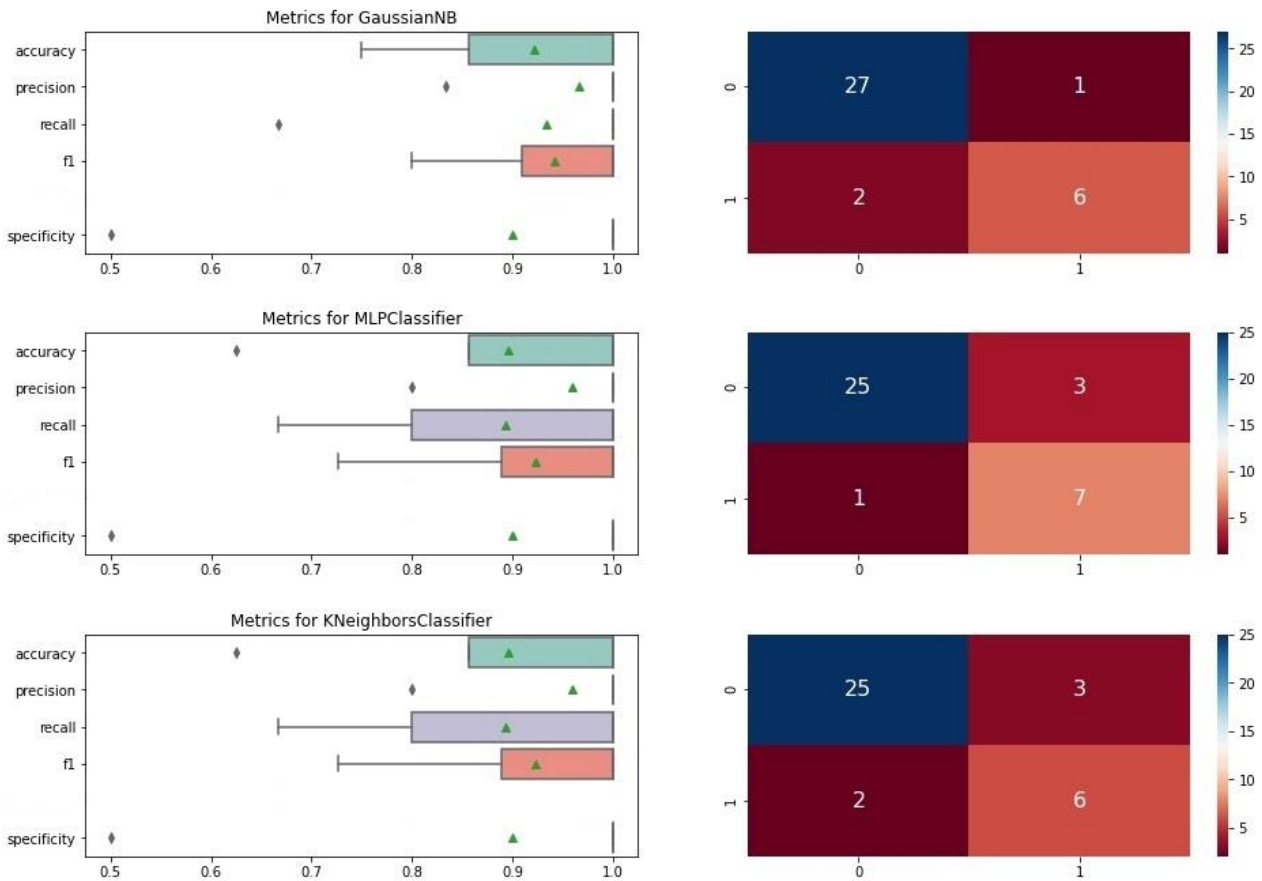 Metrics for GaussianNB
accuracy
precision
recall
f1
specificity
0.5 0.6 0.7 0.8 0.9 1.0
0 27 1
1 2 6
0 1
25
20
15
10
5
Metrics for MLPClassifier
accuracy
precision
recall
f1
specificity
0.5 0.6 0.7 0.8 0.9 1.0
0 25 3
1 1 7
0 1
25
20
15
10
5
Metrics for KNeighborsClassifier
accuracy
precision
recall
f1
specificity
0.5 0.6 0.7 0.8 0.9 1.0
0 25 3
1 2 6
0 1
25
20
15
10
5